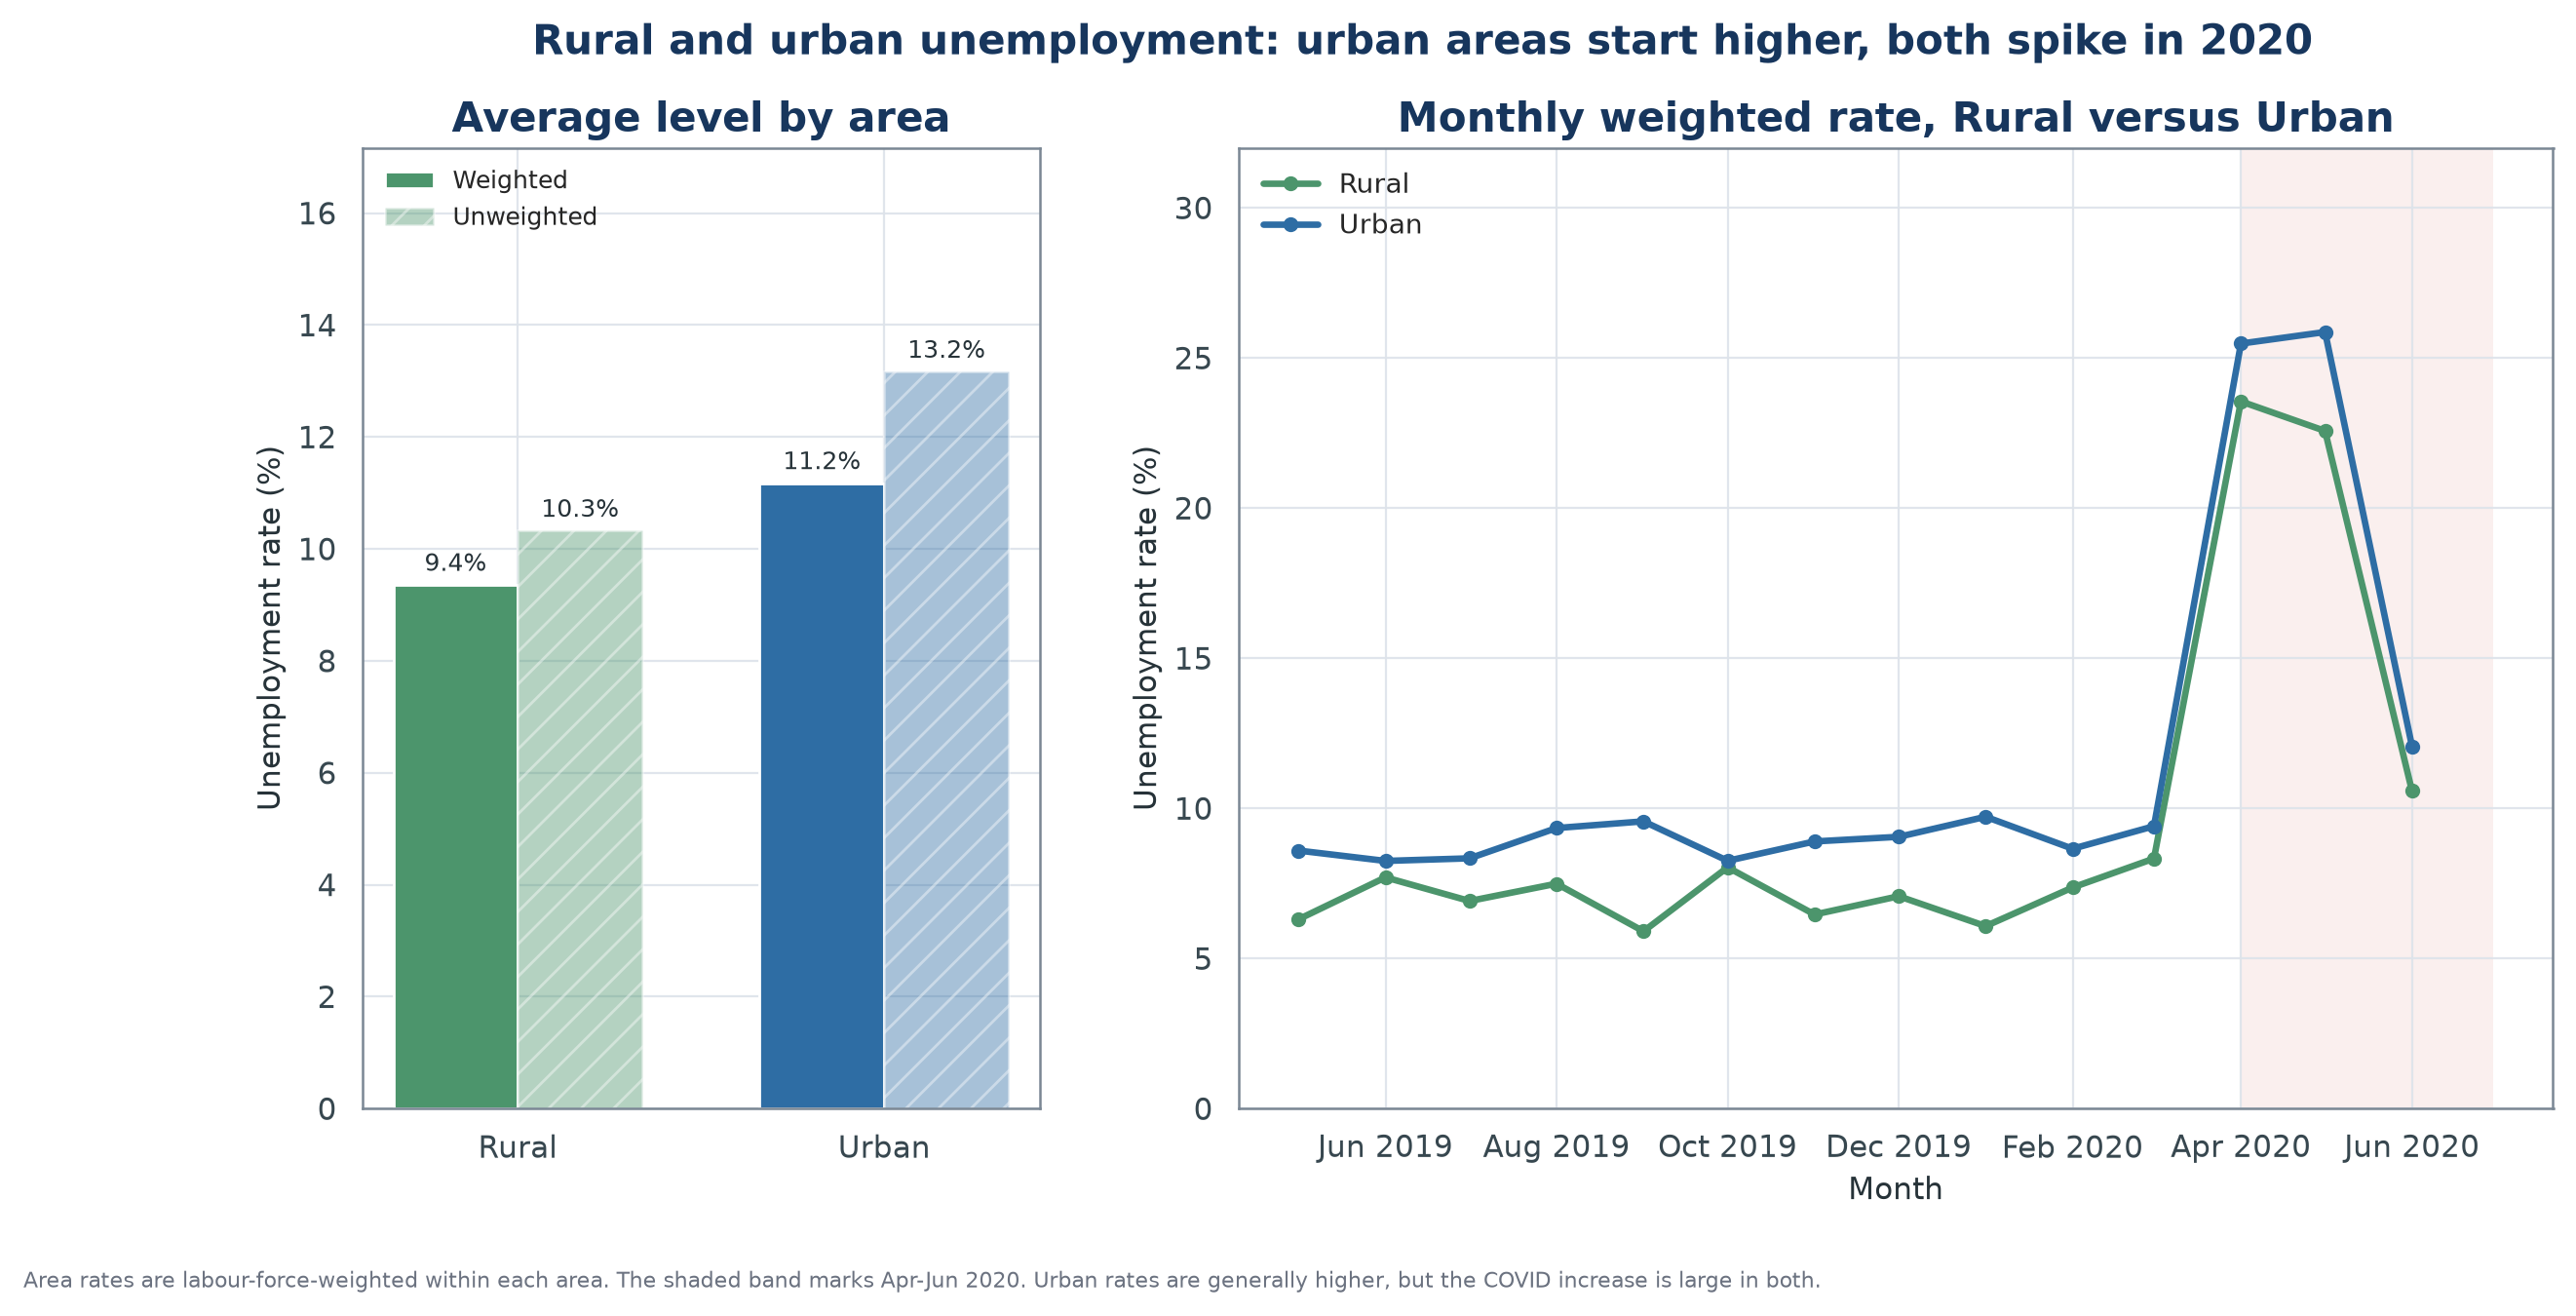 Rural and urban unemployment: urban areas start higher, both spike in 2020
Average level by area
Weighted
Unweighted
Unemployment rate (%)
16
14
12
10
8
6
4
2
0
9.4%
10.3%
11.2%
13.2%
Rural
Urban
Monthly weighted rate, Rural versus Urban
Rural
Urban
Unemployment rate (%)
30
25
20
15
10
5
0
Jun 2019 Aug 2019 Oct 2019 Dec 2019 Feb 2020 Apr 2020 Jun 2020
Month
Area rates are labour-force-weighted within each area. The shaded band marks Apr-Jun 2020. Urban rates are generally higher, but the COVID increase is large in both.